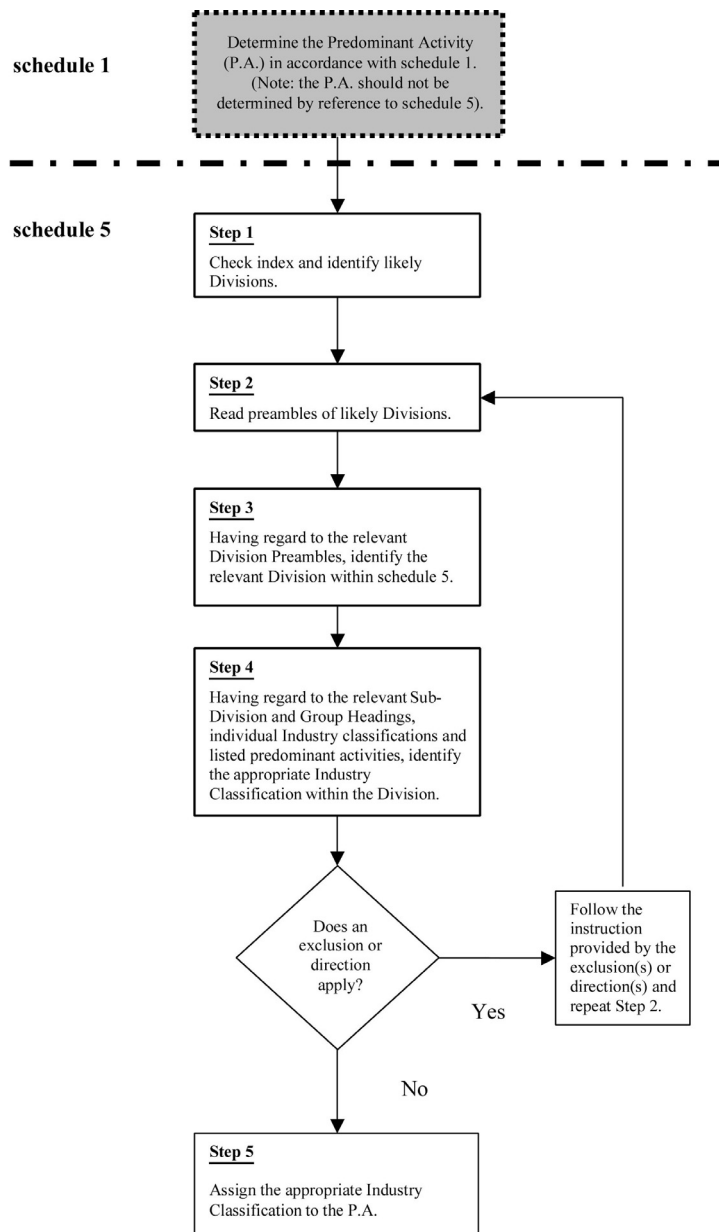 schedule 1
Determine the Predominant Activity
(P.A.) in accordance with schedule 1.
(Note: the P.A. should not be
determined by reference to schedule 5).
schedule 5
Step 1
Check index and identify likely
Divisions.
Step 2
Read preambles of likely Divisions.
Step 3
Having regard to the relevant
Division Preambles, identify the
relevant Division within schedule 5.
Step 4
Having regard to the relevant Sub-
Division and Group Headings,
individual Industry classifications and
listed predominant activities, identify
the appropriate Industry
Classification within the Division.
Does an
exclusion or
direction
apply?
Yes
Follow the
instruction
provided by the
exclusion(s) or
direction(s) and
repeat Step 2.
No
Step 5
Assign the appropriate Industry
Classification to the P.A.